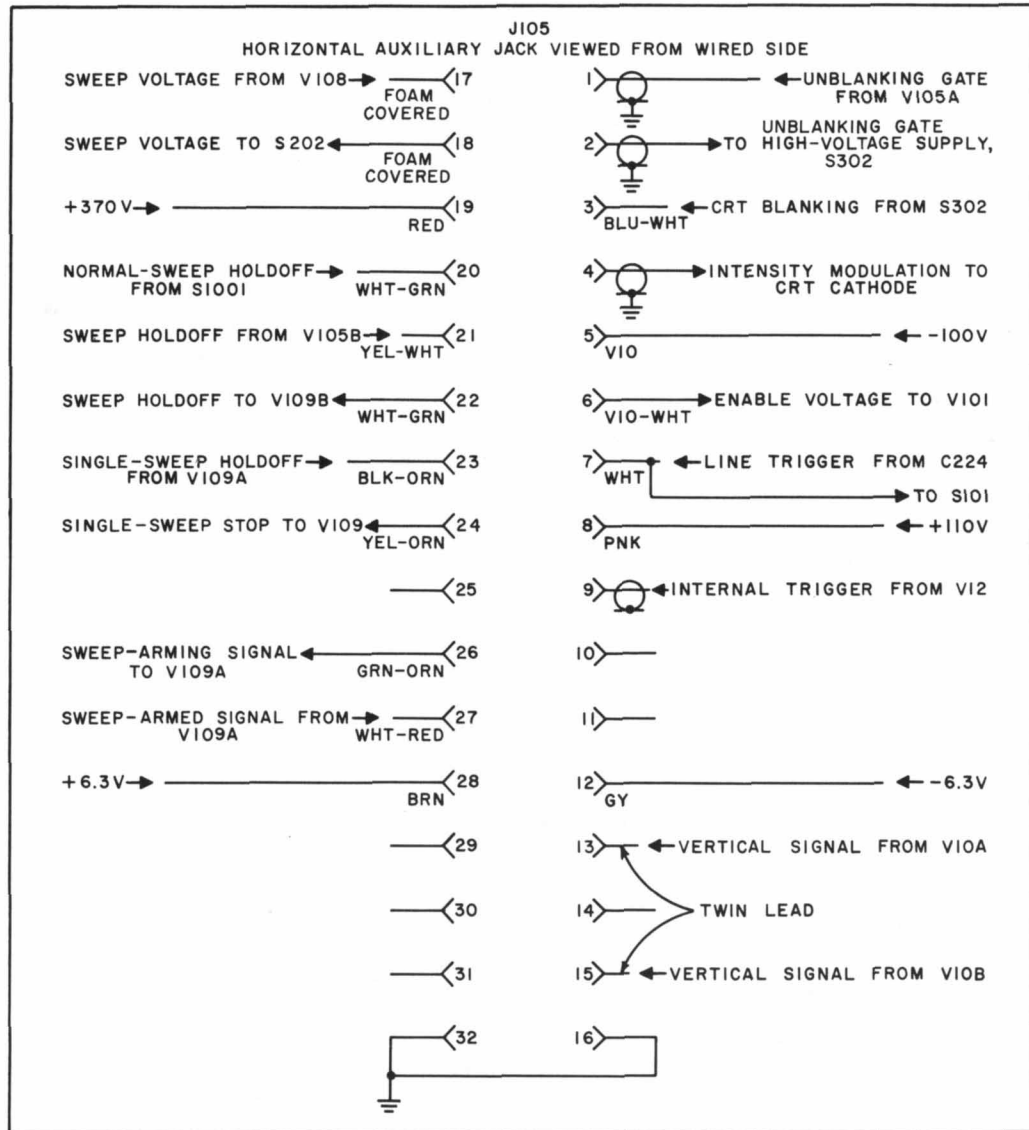 J105
HORIZONTAL AUXILIARY JACK VIEWED FROM WIRED SIDE
SWEEP VOLTAGE FROM V108
17
FOAM
COVERED
1
UNBLANKING GATE
FROM V105A
SWEEP VOLTAGE TO S202
18
FOAM
COVERED
2
UNBLANKING GATE
TO HIGH-VOLTAGE SUPPLY,
S302
+370V
19
RED
3
BLU-WHT
CRT BLANKING FROM S302
NORMAL-SWEEP HOLDOFF
FROM S1001
20
WHT-GRN
4
INTENSITY MODULATION TO
CRT CATHODE
SWEEP HOLDOFF FROM V105B
21
YEL-WHT
5
VIO
-100V
SWEEP HOLDOFF TO V109B
22
WHT-GRN
6
VIO-WHT
ENABLE VOLTAGE TO V101
SINGLE-SWEEP HOLDOFF
FROM V109A
23
BLK-ORN
7
WHT
LINE TRIGGER FROM C224
TO S101
SINGLE-SWEEP STOP TO V109
24
YEL-ORN
8
PNK
+110V
25
9
INTERNAL TRIGGER FROM V12
SWEEP-ARMING SIGNAL
TO V109A
26
GRN-ORN
10
SWEEP-ARMED SIGNAL FROM
V109A
27
WHT-RED
11
+6.3V
28
BRN
12
GY
-6.3V
29
13
VERTICAL SIGNAL FROM V10A
30
14
TWIN LEAD
31
15
VERTICAL SIGNAL FROM V10B
32
16